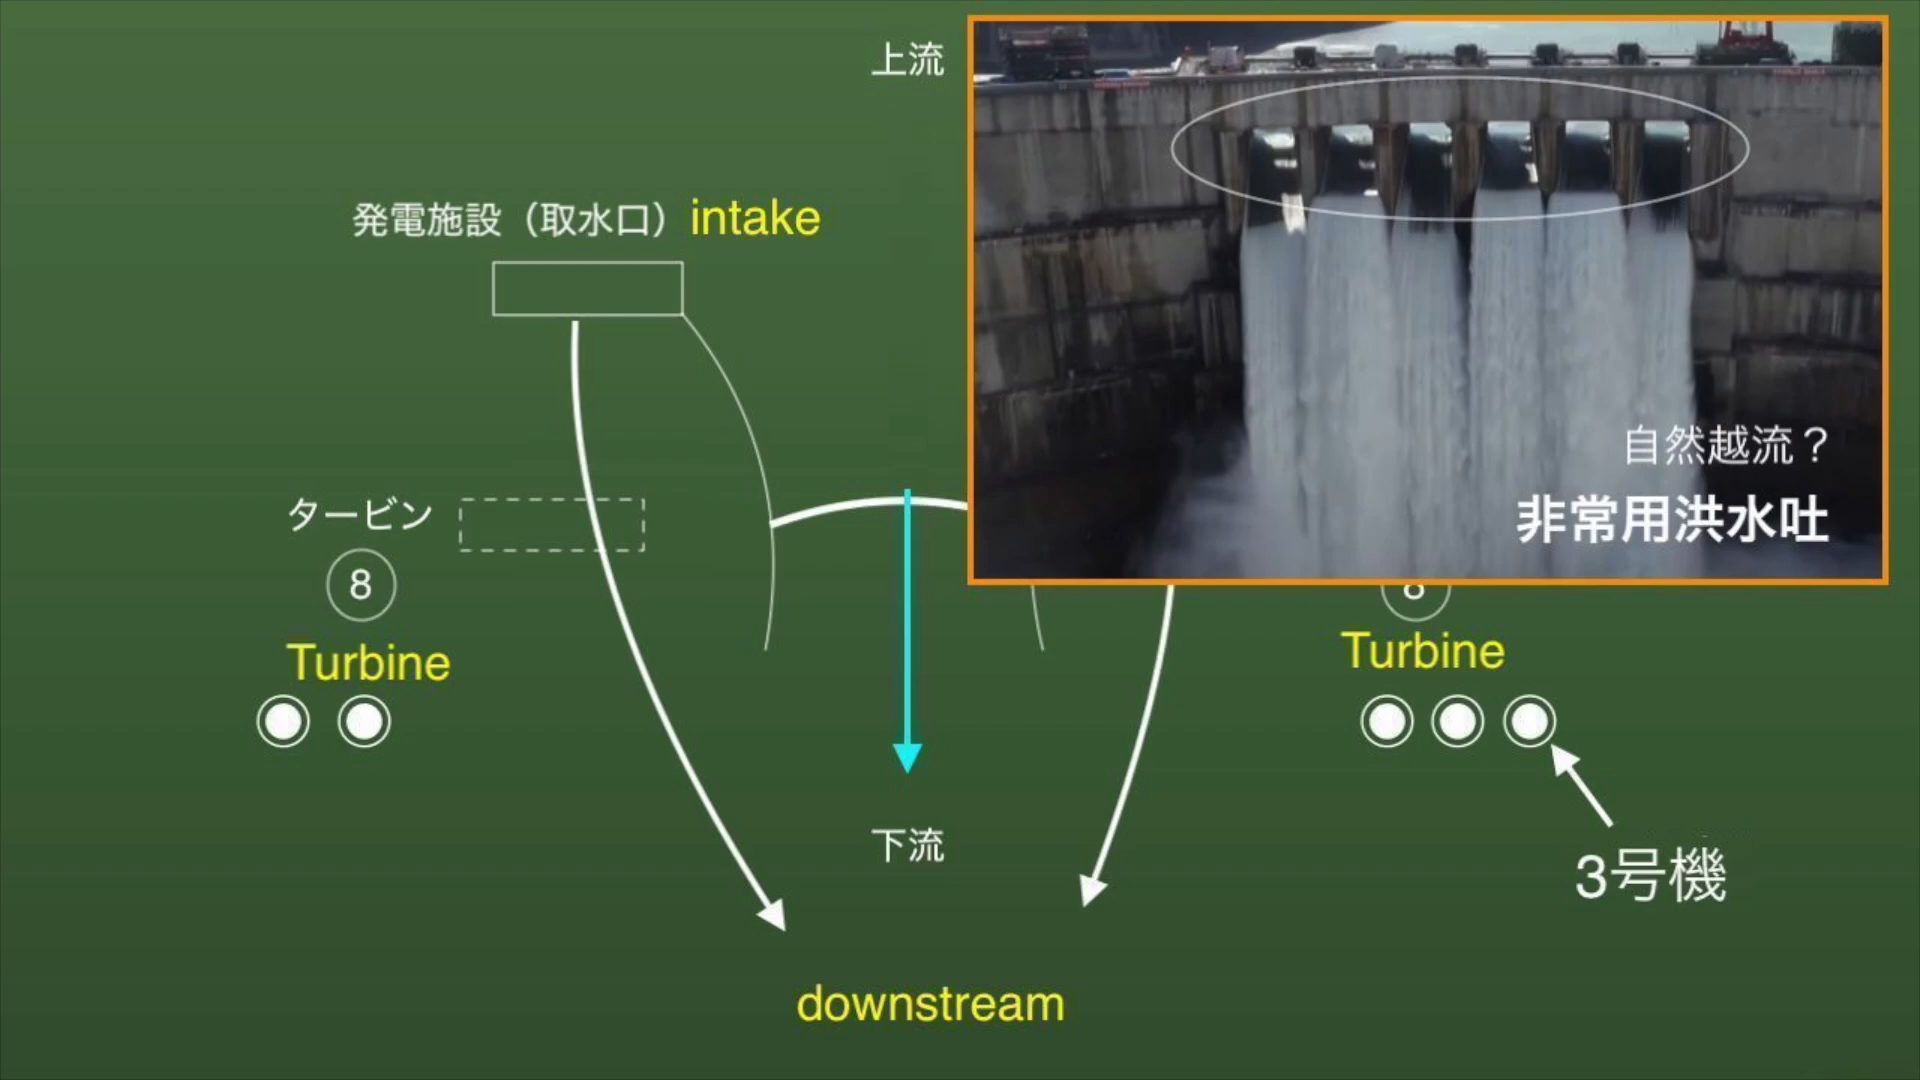 上流
発電施設（取水口）intake
自然越流？
非常用洪水吐
タービン
8
8
Turbine
Turbine
下流
3号機
downstream